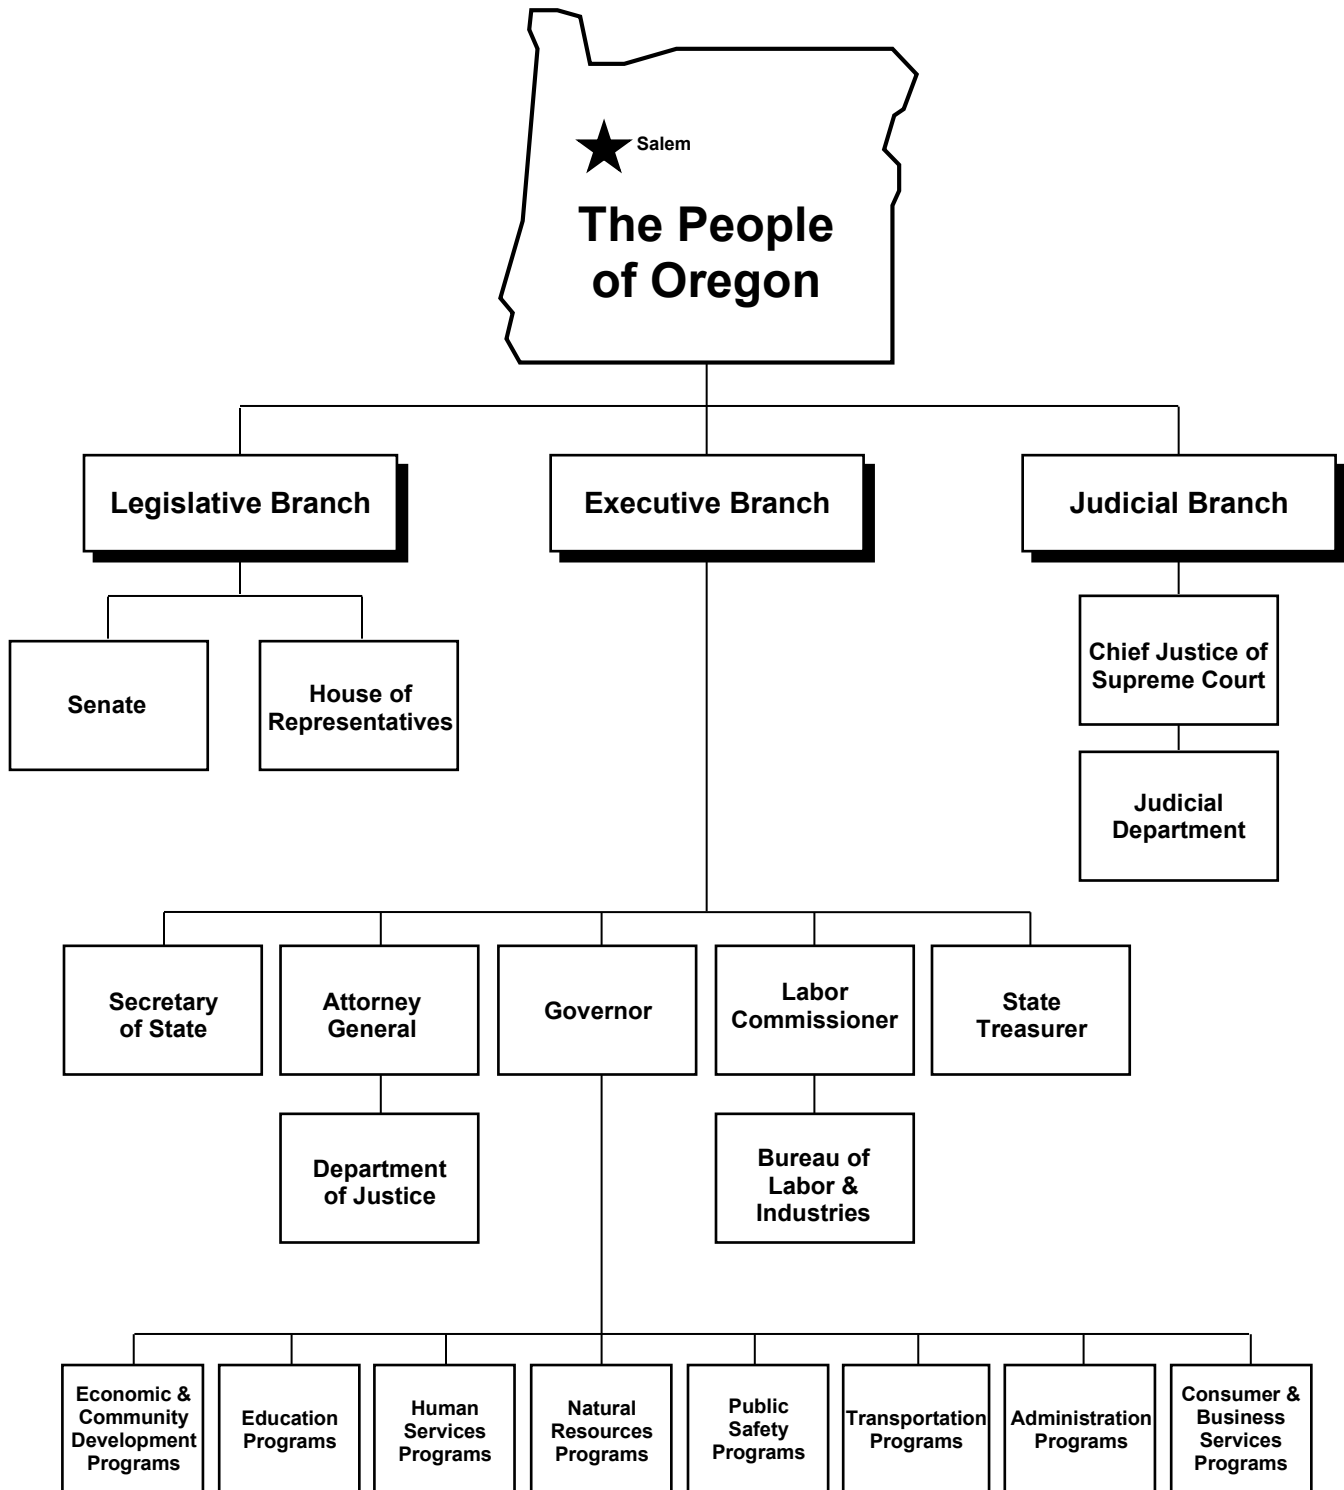 Salem
The People
of Oregon
Legislative Branch
Executive Branch
Judicial Branch
Senate
House of
Representatives
Chief Justice of
Supreme Court
Judicial
Department
Secretary
of State
Attorney
General
Governor
Labor
Commissioner
State
Treasurer
Department
of Justice
Bureau of
Labor &
Industries
Economic &
Community
Development
Programs
Education
Programs
Human
Services
Programs
Natural
Resources
Programs
Public
Safety
Programs
Transportation
Programs
Administration
Programs
Consumer &
Business
Services
Programs